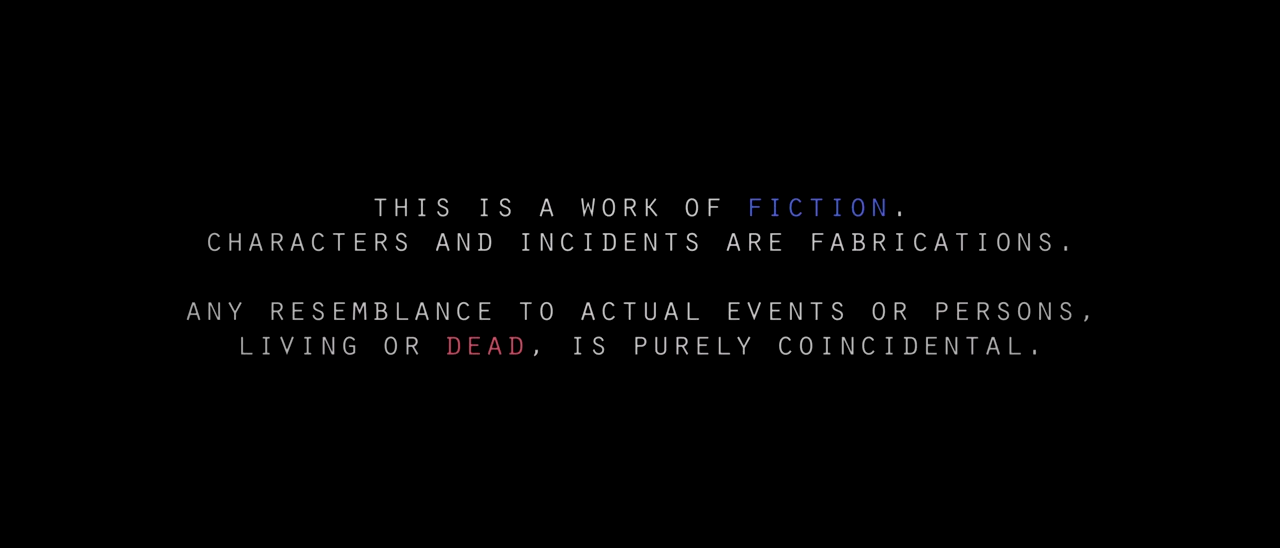 THIS IS A WORK OF FICTION.
CHARACTERS AND INCIDENTS ARE FABRICATIONS.
ANY RESEMBLANCE TO ACTUAL EVENTS OR PERSONS,
LIVING OR DEAD, IS PURELY COINCIDENTAL.